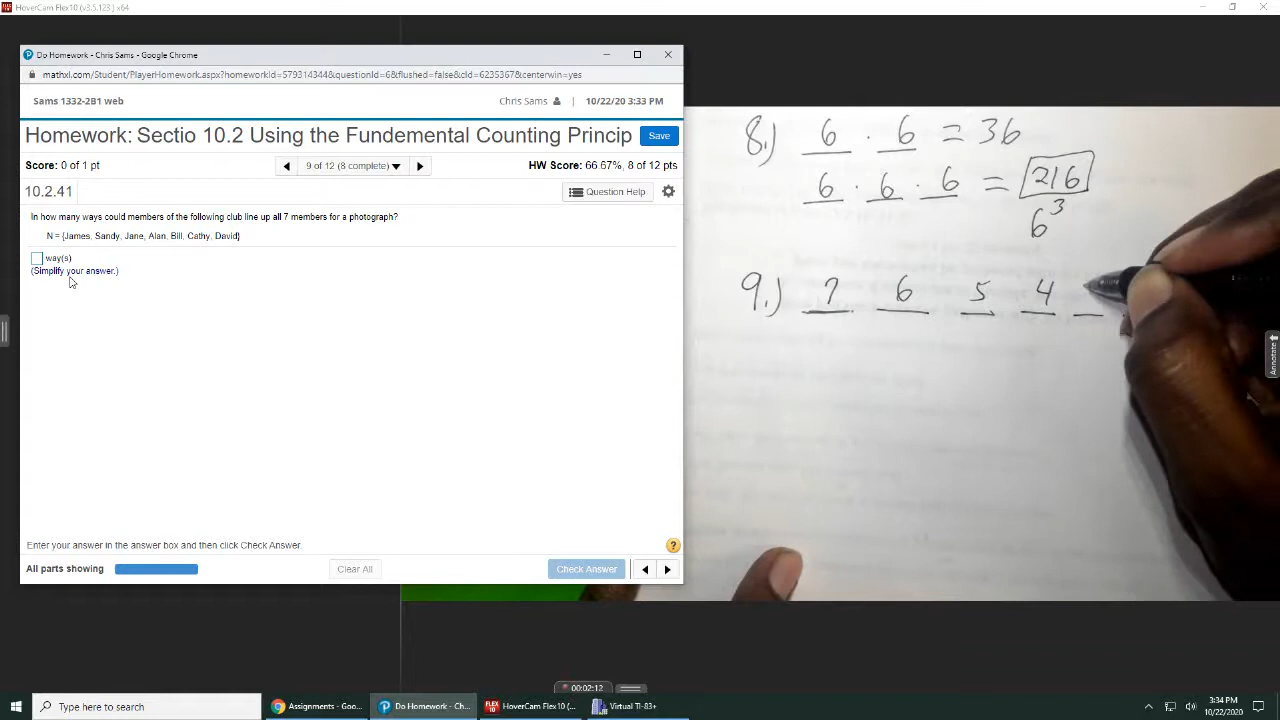 HoverCam Flex10 (v3.5.123 ) x64
Do Homework - Chris Sams - Google Chrome
mathxl.com/Student/PlayerHomework.aspx?homeworkId=579314344&questionId=6&flushed=false&cId=6235367&centerwin=yes
Sams 1332-2B1 web
Chris Sams | 10/22/20 3:33 PM
Homework: Sectio 10.2 Using the Fundemental Counting Princip
Save
Score: 0 of 1 pt
9 of 12 (8 complete)
HW Score: 66.67%, 8 of 12 pts
10.2.41
Question Help
In how many ways could members of the following club line up all 7 members for a photograph?
N = {James, Sandy, Jane, Alan, Bill, Cathy, David}
way(s)
(Simplify your answer.)
Enter your answer in the answer box and then click Check Answer.
?
All parts showing
Clear All
Check Answer
8.) 6 · 6 = 36
6 · 6 · 6 = 216
6³
9.) 7 6 5 4
Annotate
00:02:12
Type here to search
Assignments - Goo...
Do Homework - Ch...
HoverCam Flex10 (...
Virtual TI-83+
3:34 PM
10/22/2020